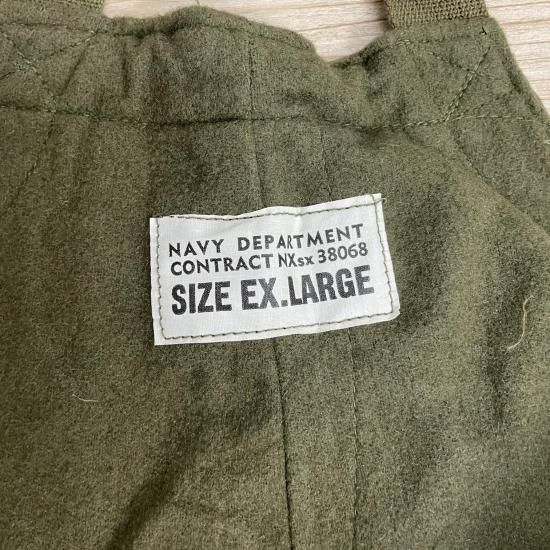 NAVY DEPARTMENT
CONTRACT NXsx 38068
SIZE EX.LARGE